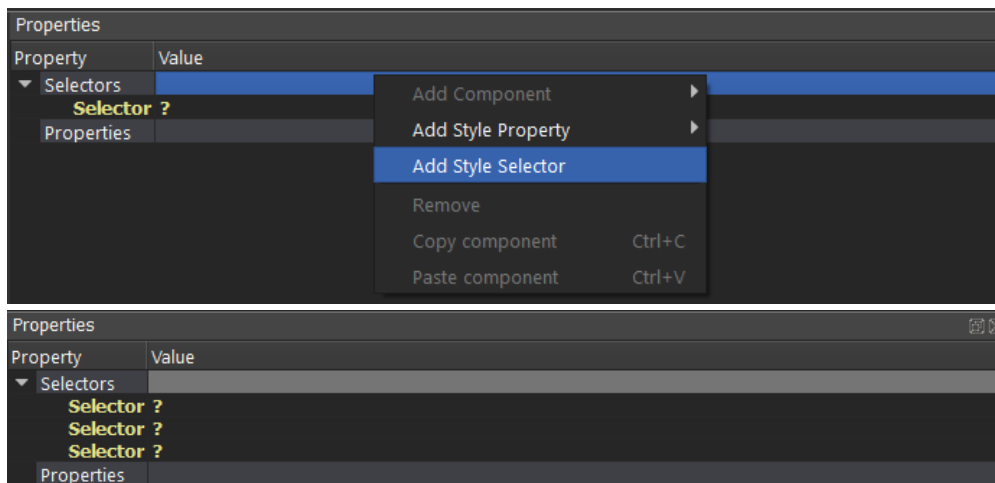 Properties
Property Value
Selectors
Selector ?
Properties
Add Component
Add Style Property
Add Style Selector
Remove
Copy component Ctrl+C
Paste component Ctrl+V
Properties
Property Value
Selectors
Selector ?
Selector ?
Selector ?
Properties